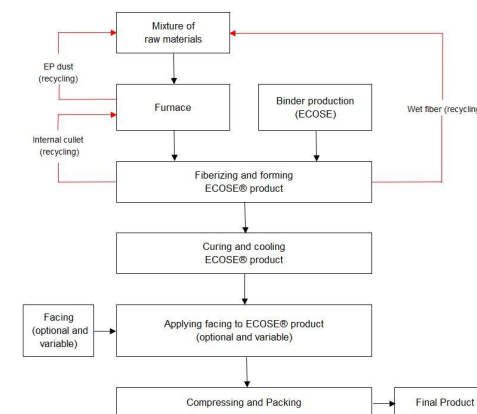 Mixture of
raw materials
EP dust
(recycling)
Furnace
Binder production
(ECOSE)
Wet fiber (recycling
Internal cullet
(recycling)
Fiberizing and forming
ECOSE® product
Curing and cooling
ECOSE® product
Facing
(optional and
variable)
Applying facing to ECOSE® product
(optional and variable)
Compressing and Packing
Final Product